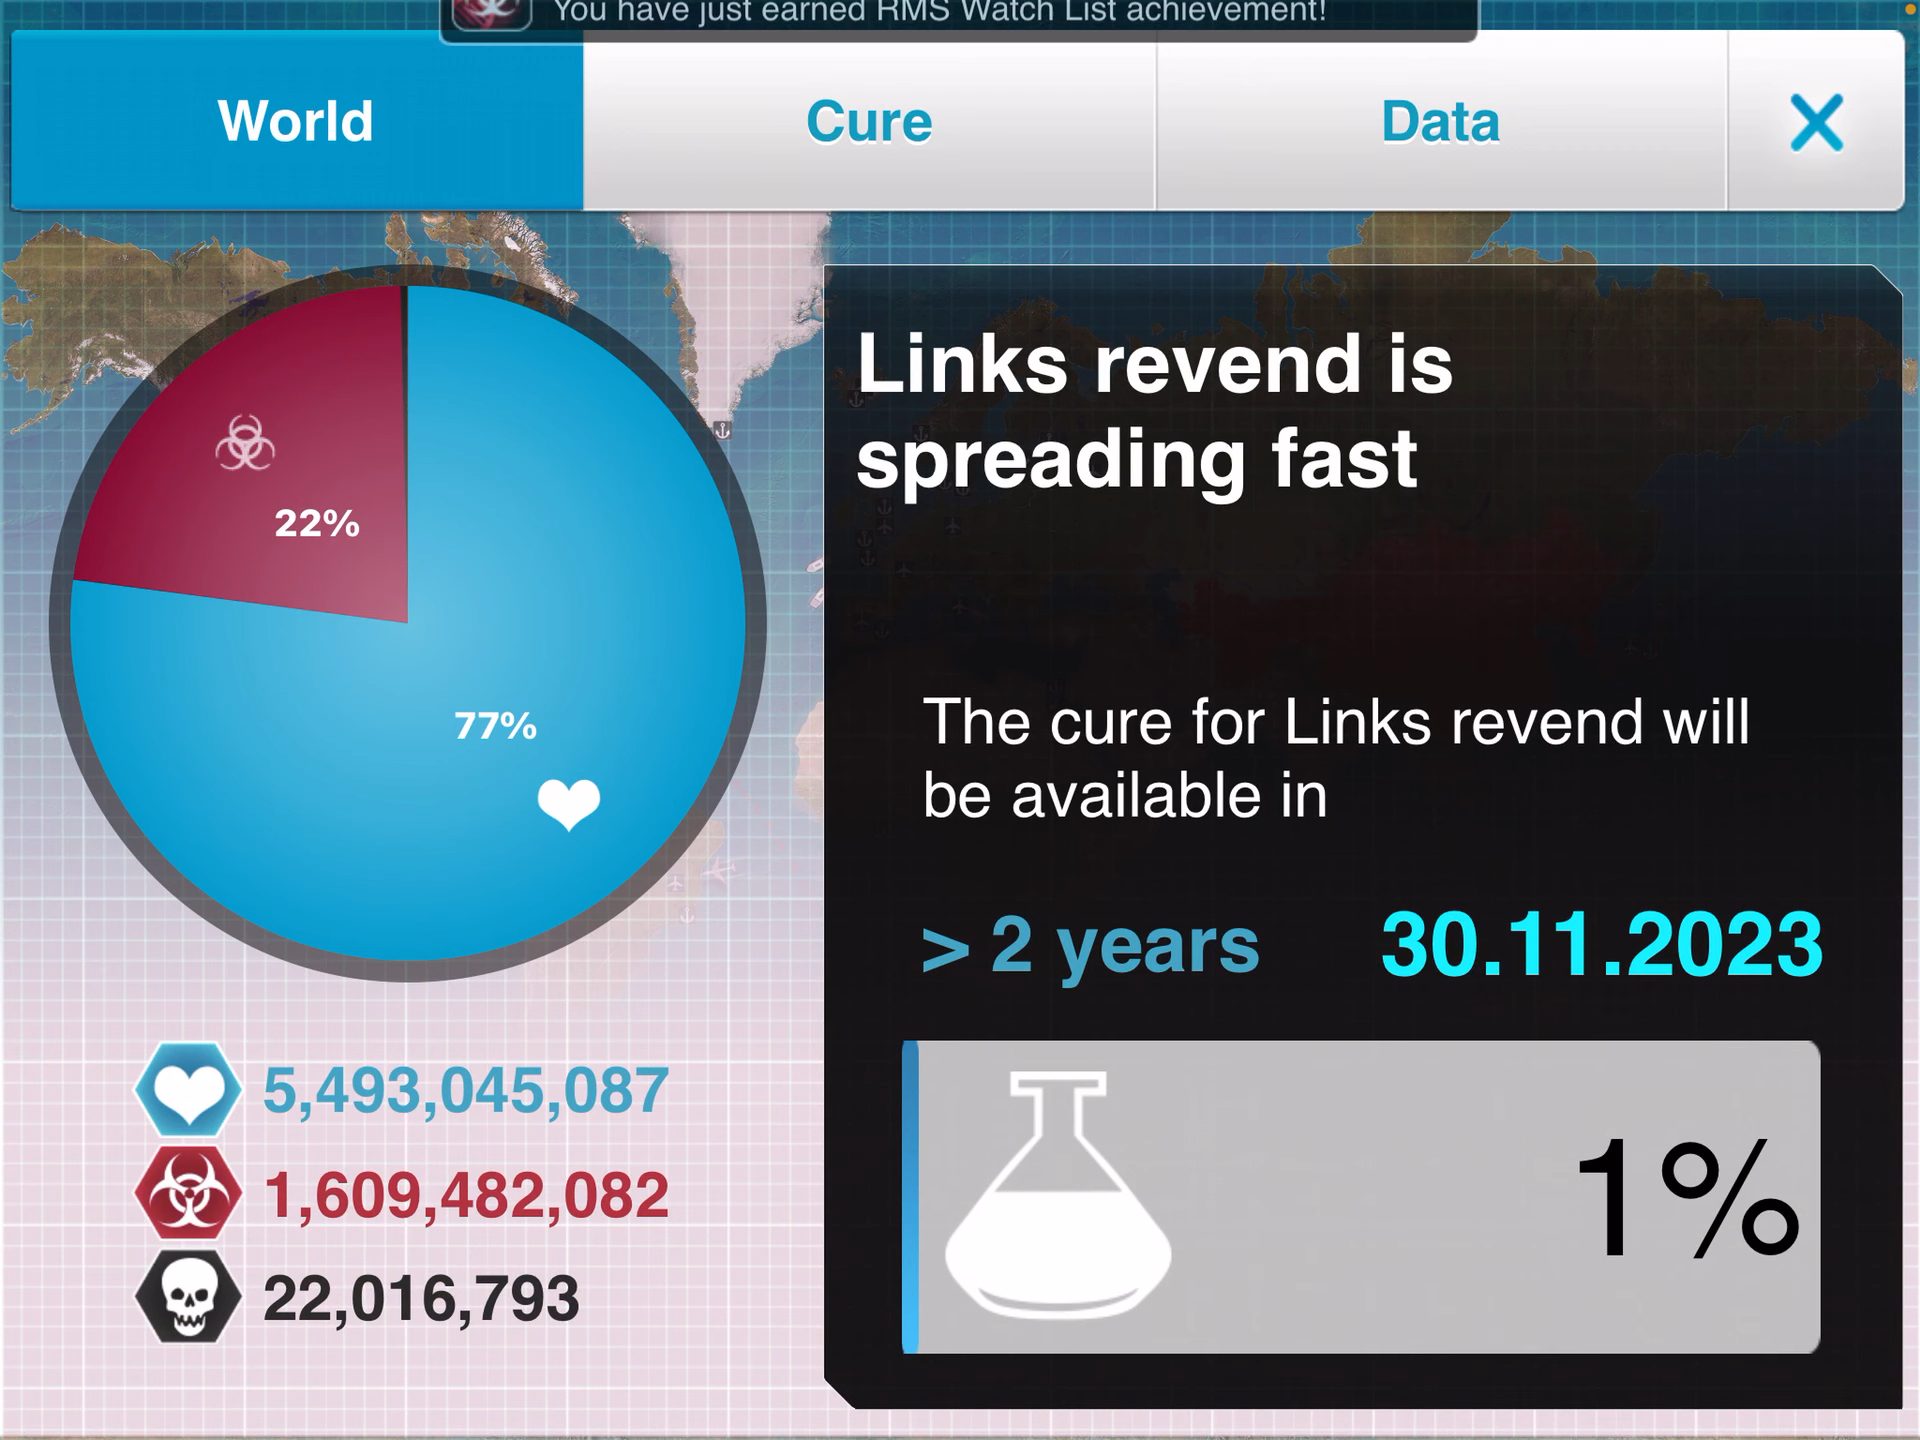 You have just earned RMS Watch List achievement!
World
Cure
Data
22%
77%
5,493,045,087
1,609,482,082
22,016,793
Links revend is
spreading fast
The cure for Links revend will
be available in
> 2 years
30.11.2023
1%